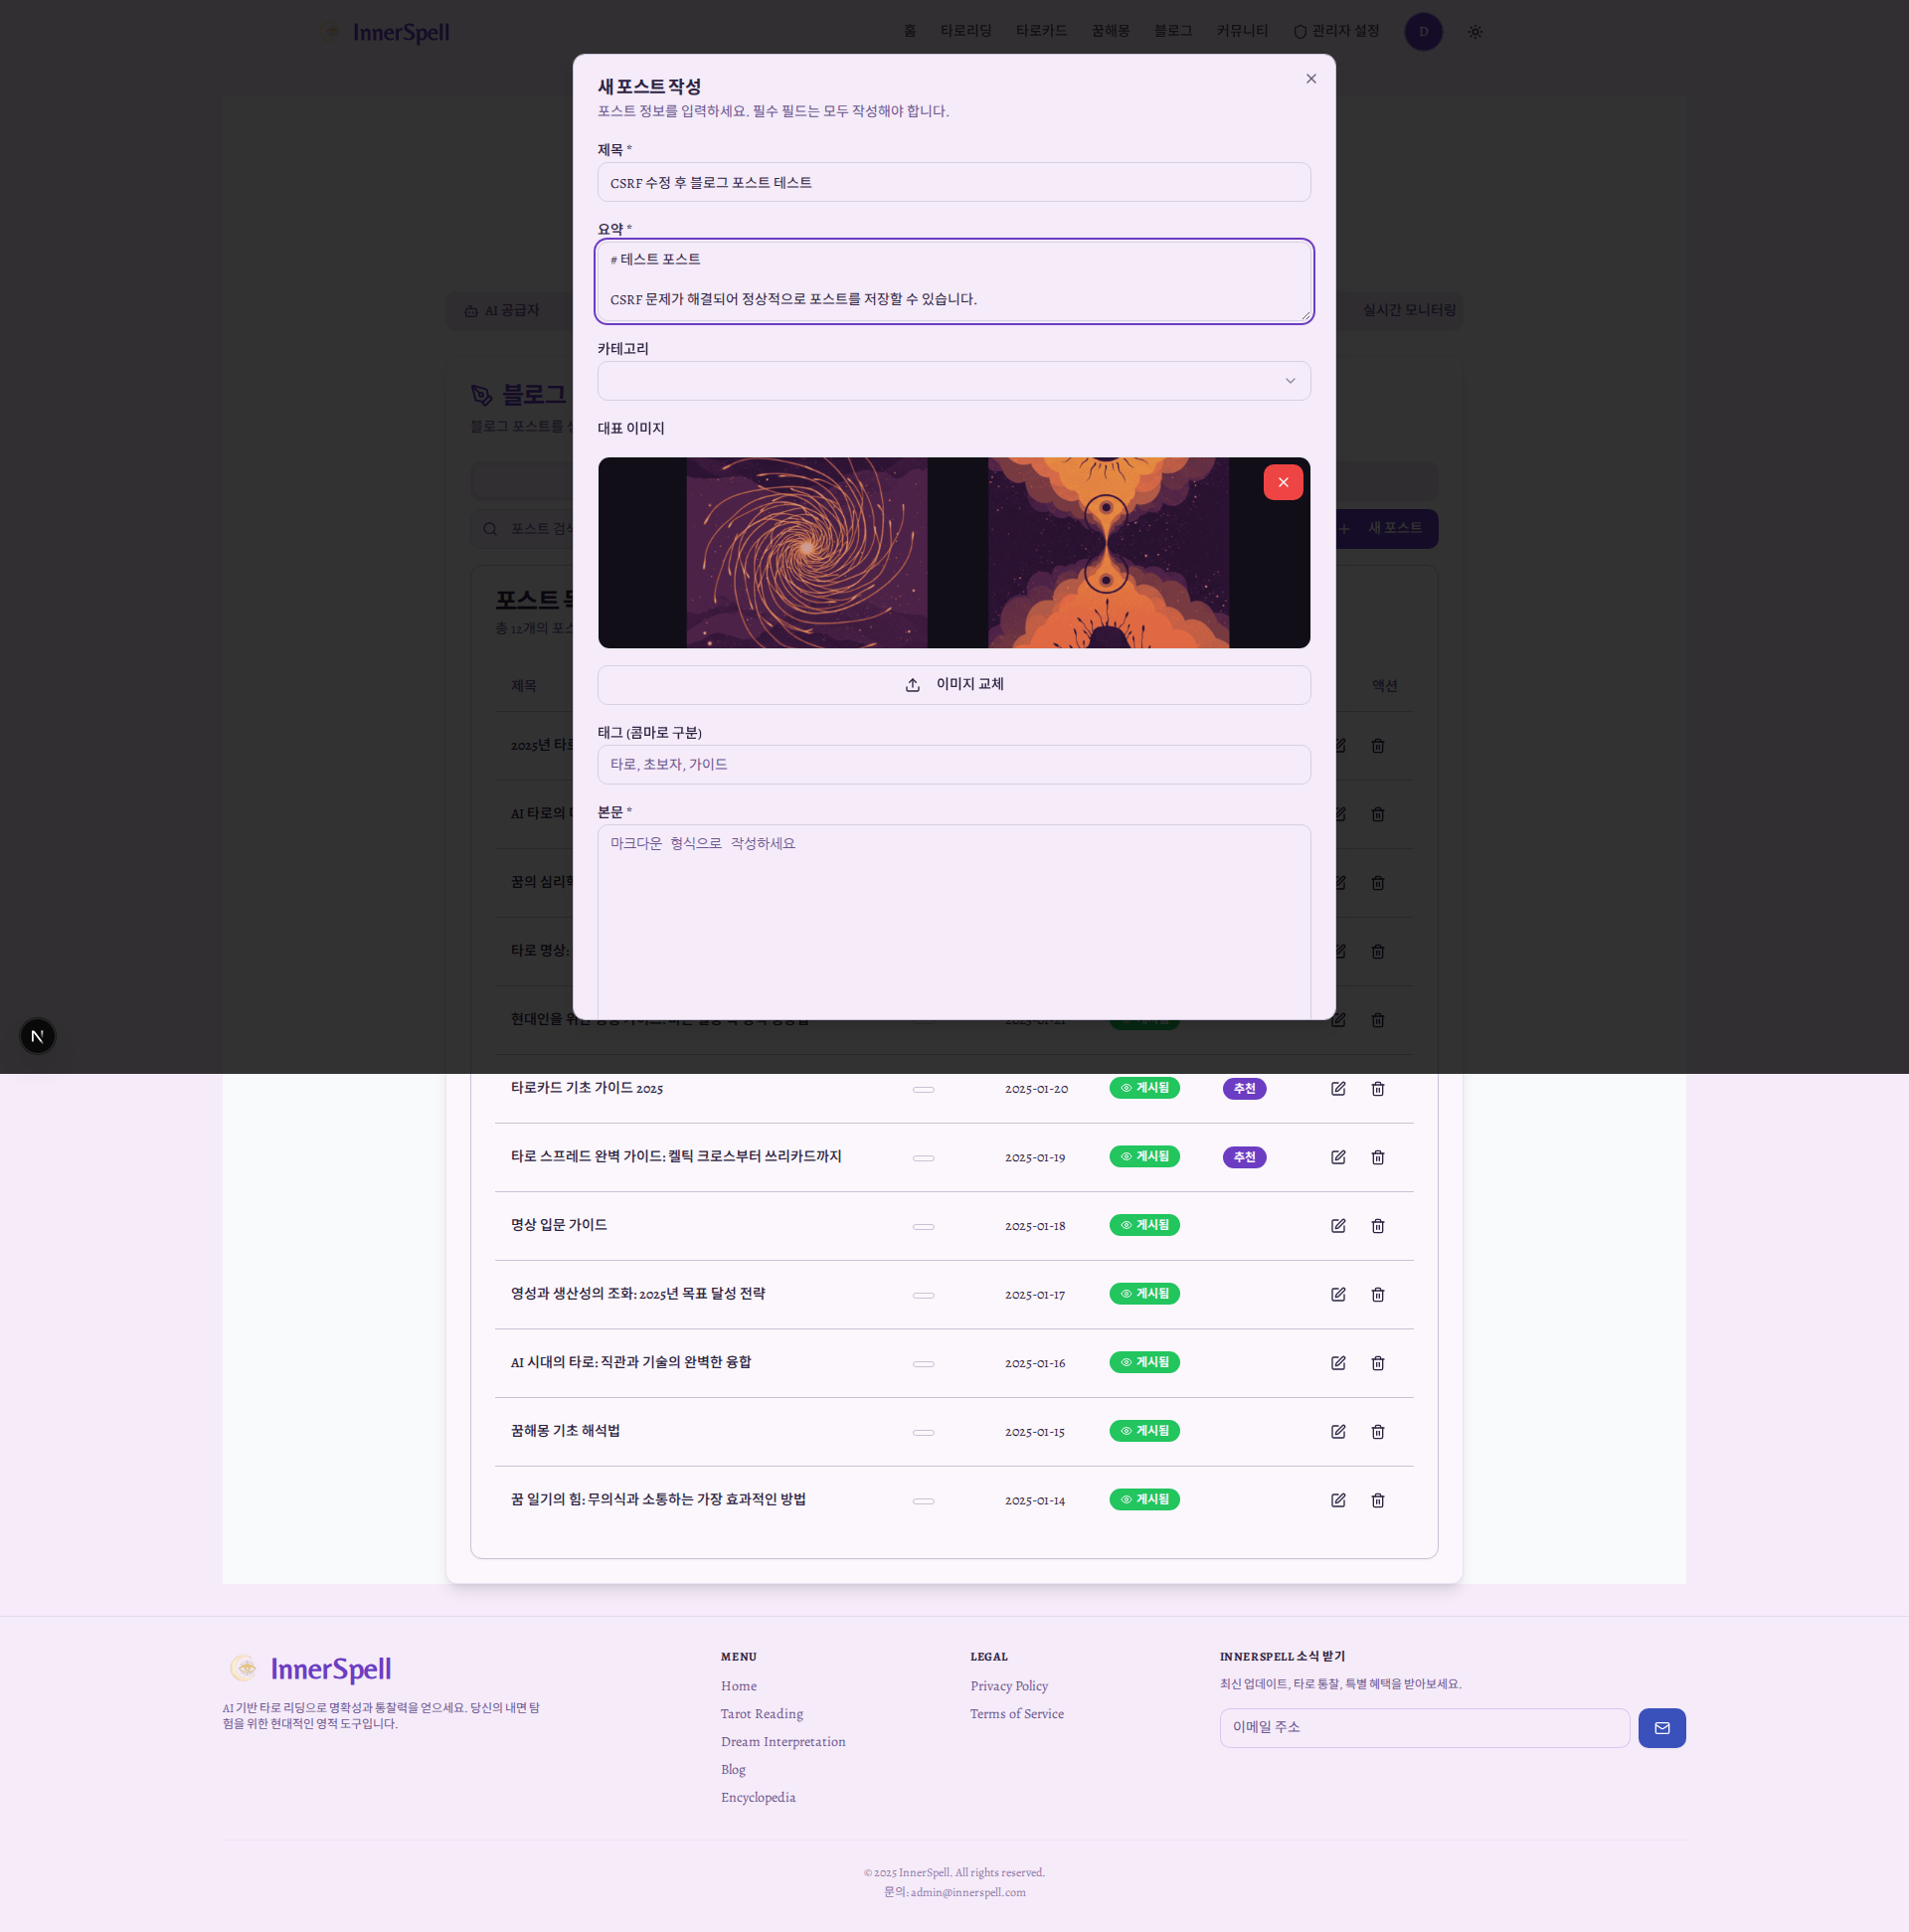 InnerSpell
홈 타로리딩 타로카드 꿈해몽 블로그 커뮤니티 관리자 설정 D
새 포스트 작성
포스트 정보를 입력하세요. 필수 필드는 모두 작성해야 합니다.
제목 *
CSRF 수정 후 블로그 포스트 테스트
요약 *
# 테스트 포스트
CSRF 문제가 해결되어 정상적으로 포스트를 저장할 수 있습니다.
AI 공급자
실시간 모니터링
카테고리
블로그
블로그 포스트를
대표 이미지
포스트 검색
새 포스트
포스트
총 12개의
이미지 교체
제목
액션
태그 (콤마로 구분)
타로, 초보자, 가이드
2025년
AI 타로의
본문 *
마크다운 형식으로 작성하세요
꿈의 심리학
타로 명상:
현대인을
N
타로카드 기초 가이드 2025 2025-01-20 게시됨 추천
타로 스프레드 완벽 가이드: 켈틱 크로스부터 쓰리카드까지 2025-01-19 게시됨 추천
명상 입문 가이드 2025-01-18 게시됨
영성과 생산성의 조화: 2025년 목표 달성 전략 2025-01-17 게시됨
AI 시대의 타로: 직관과 기술의 완벽한 융합 2025-01-16 게시됨
꿈해몽 기초 해석법 2025-01-15 게시됨
꿈 일기의 힘: 무의식과 소통하는 가장 효과적인 방법 2025-01-14 게시됨
InnerSpell
AI 기반 타로 리딩으로 명확성과 통찰력을 얻으세요. 당신의 내면 탐
험을 위한 현대적인 영적 도구입니다.
MENU
Home
Tarot Reading
Dream Interpretation
Blog
Encyclopedia
LEGAL
Privacy Policy
Terms of Service
INNERSPELL 소식 받기
최신 업데이트, 타로 통찰, 특별 혜택을 받아보세요.
이메일 주소
© 2025 InnerSpell. All rights reserved.
문의: admin@innerspell.com